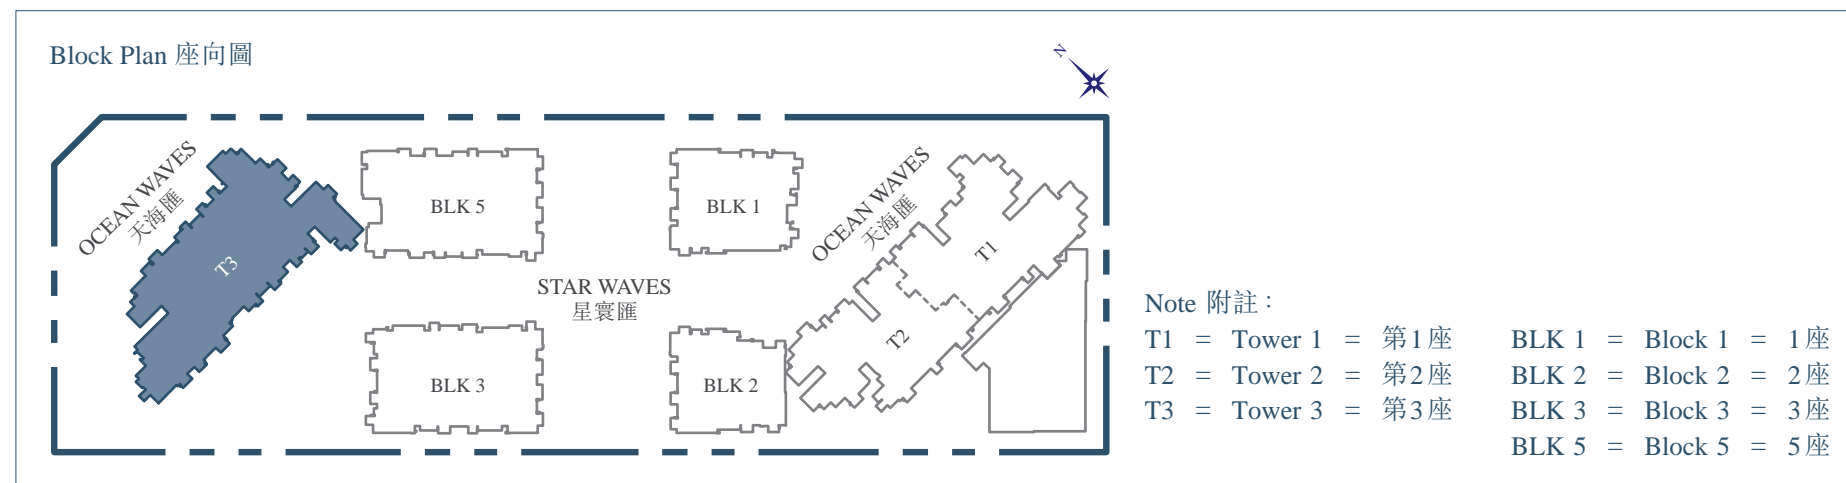 Block Plan 座向圖
N
OCEAN WAVES
天海匯
T3
BLK 5
BLK 1
OCEAN WAVES
天海匯
T1
STAR WAVES
星寰匯
T2
BLK 3
BLK 2
Note 附註：
T1 = Tower 1 = 第1座 BLK 1 = Block 1 = 1座
T2 = Tower 2 = 第2座 BLK 2 = Block 2 = 2座
T3 = Tower 3 = 第3座 BLK 3 = Block 3 = 3座
BLK 5 = Block 5 = 5座